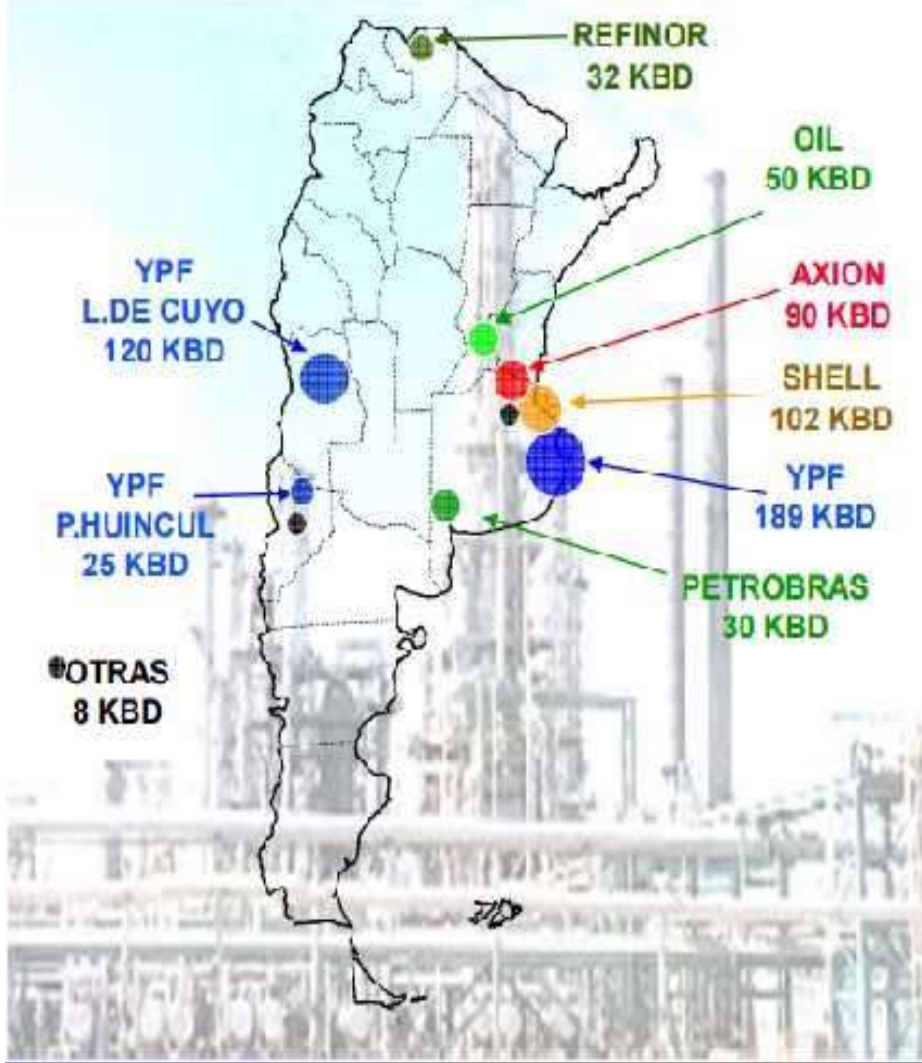 REFINOR
32 KBD
OIL
50 KBD
YPF
L.DE CUYO
120 KBD
AXION
90 KBD
SHELL
102 KBD
YPF
P.HUINCUL
25 KBD
YPF
189 KBD
PETROBRAS
30 KBD
OTRAS
8 KBD